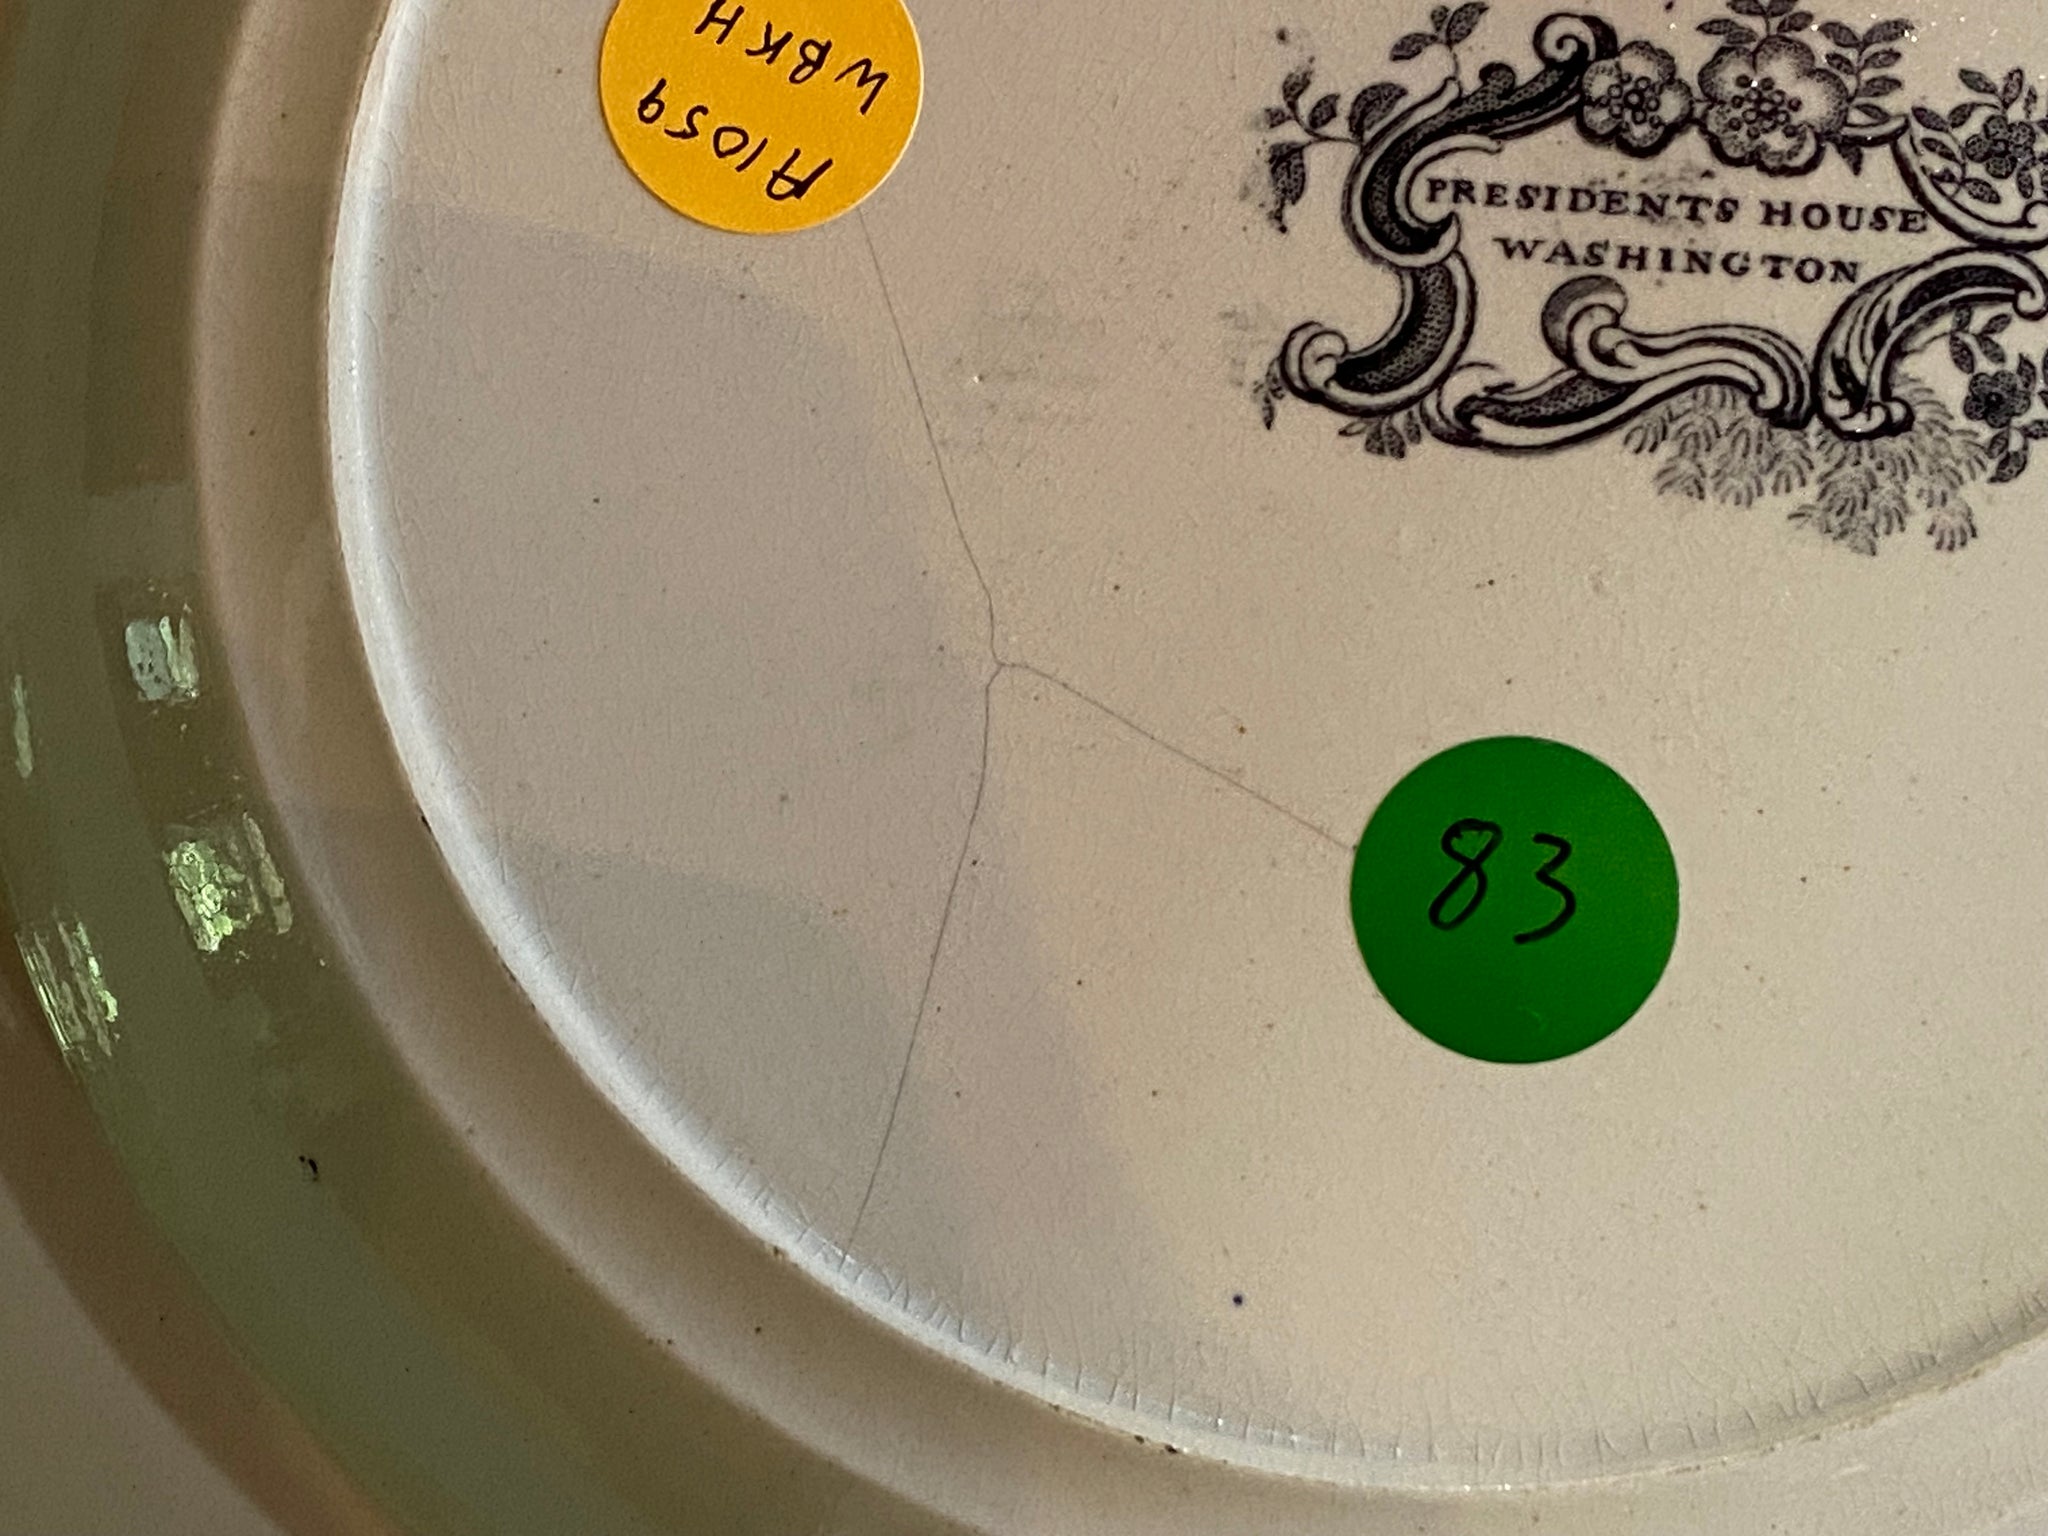 A1059
WBKH
PRESIDENTS HOUSE
WASHINGTON
83